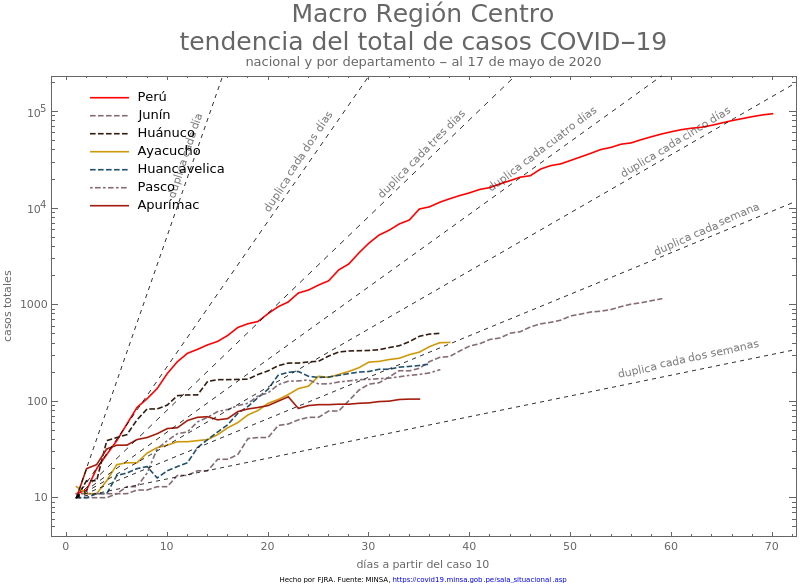 Macro Región Centro
tendencia del total de casos COVID−19
nacional y por departamento − al 17 de mayo de 2020
Perú
Junín
Huánuco
Ayacucho
Huancavelica
Pasco
Apurímac
duplica cada día
duplica cada dos días
duplica cada tres días
duplica cada cuatro días
duplica cada cinco días
duplica cada semana
duplica cada dos semanas
casos totales
10^5
10^4
1000
100
10
0 10 20 30 40 50 60 70
días a partir del caso 10
Hecho por FJRA. Fuente: MINSA, https://covid19.minsa.gob.pe/sala_situacional.asp